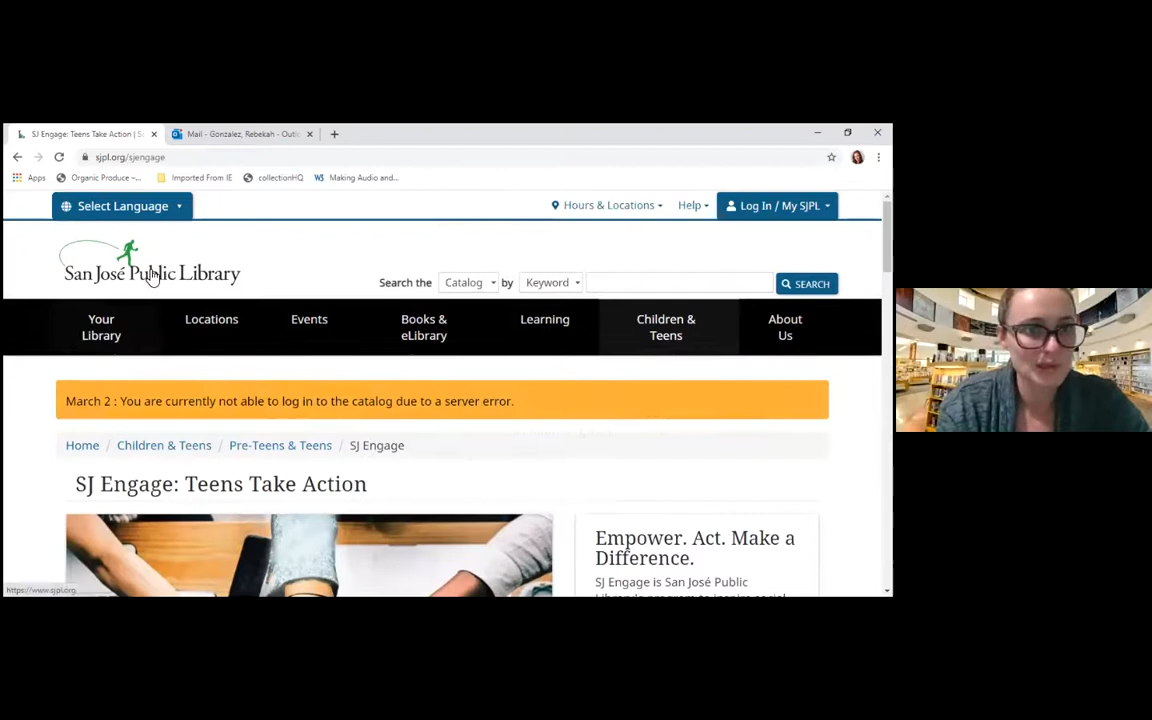 SJ Engage: Teens Take Action | S
Mail - Gonzalez, Rebekah - Outl
sjpl.org/sjengage
Apps
Organic Produce –...
Imported From IE
collectionHQ
Making Audio and...
Select Language
Hours & Locations
Help
Log In / My SJPL
San José Public Library
Search the
Catalog
by
Keyword
SEARCH
Your
Library
Locations
Events
Books &
eLibrary
Learning
Children &
Teens
About
Us
March 2 : You are currently not able to log in to the catalog due to a server error.
Home / Children & Teens / Pre-Teens & Teens / SJ Engage
SJ Engage: Teens Take Action
Empower. Act. Make a
Difference.
SJ Engage is San José Public
Library's program to inspire social
https://www.sjpl.org